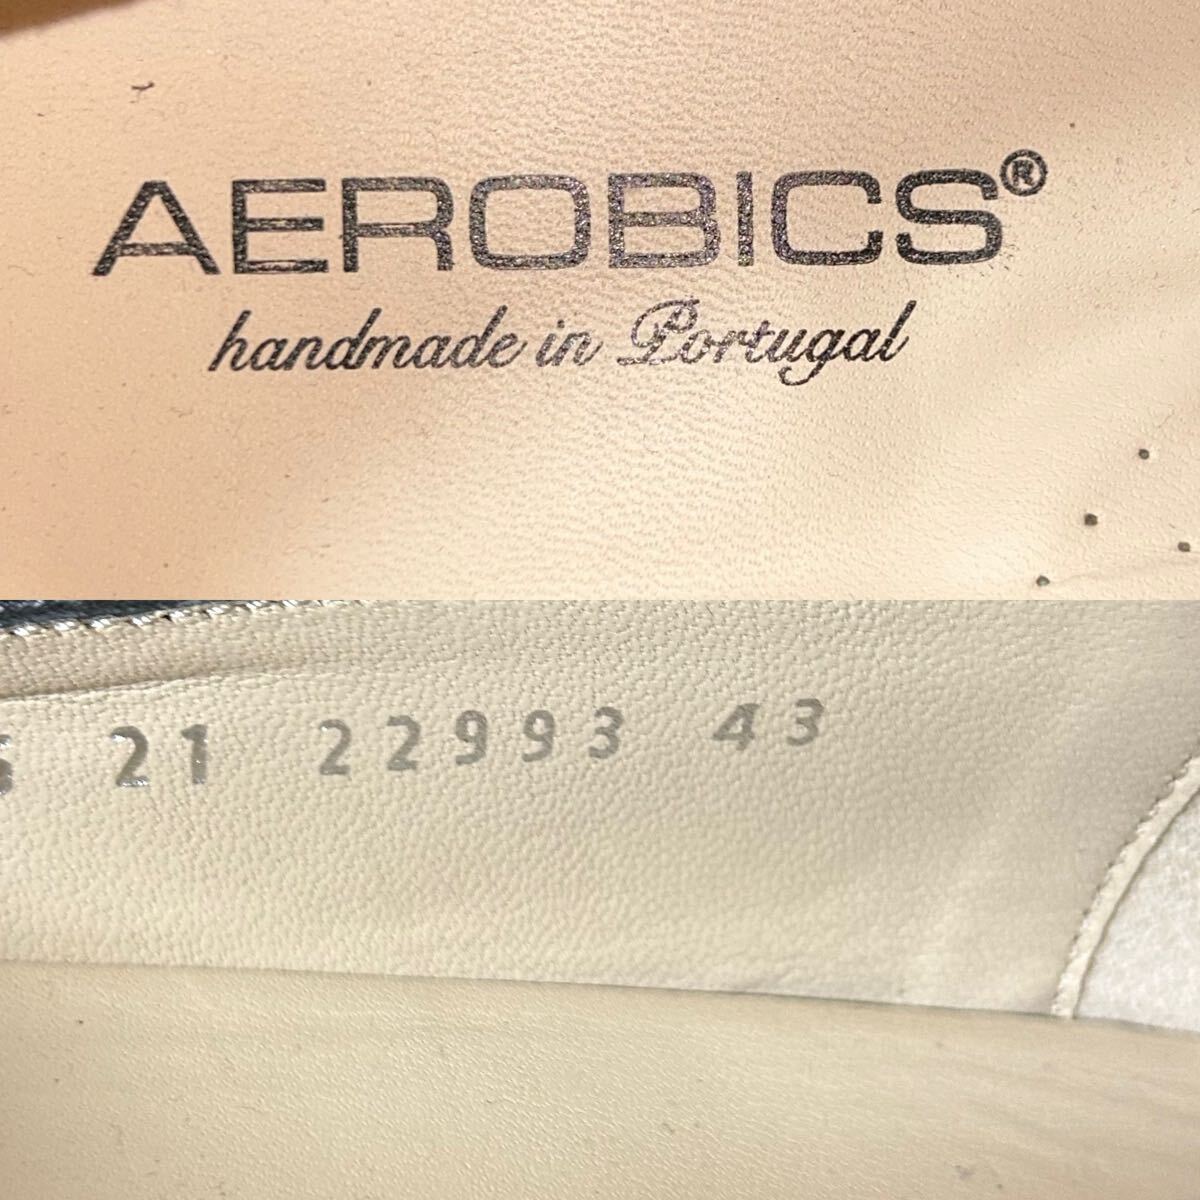 AEROBICS®
handmade in Portugal
21 22993 43